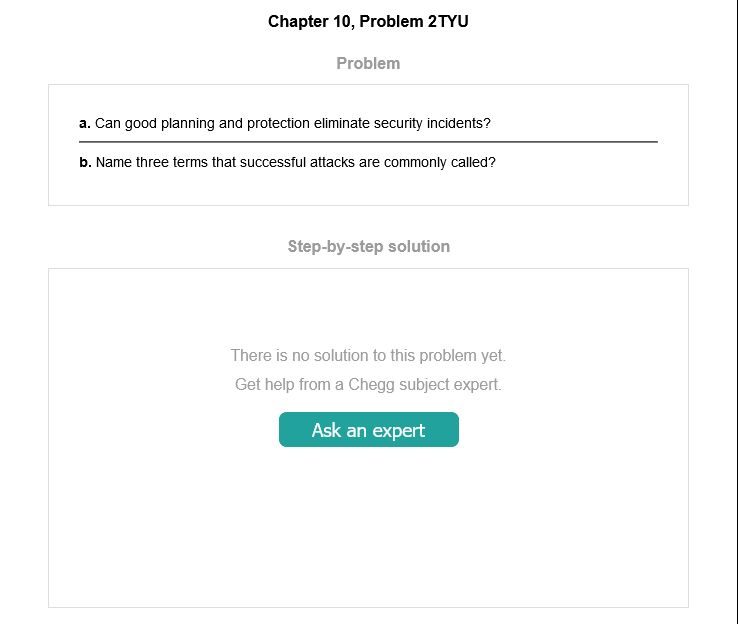 Chapter 10, Problem 2TYU
Problem
a. Can good planning and protection eliminate security incidents?
b. Name three terms that successful attacks are commonly called?
Step-by-step solution
There is no solution to this problem yet.
Get help from a Chegg subject expert.
Ask an expert